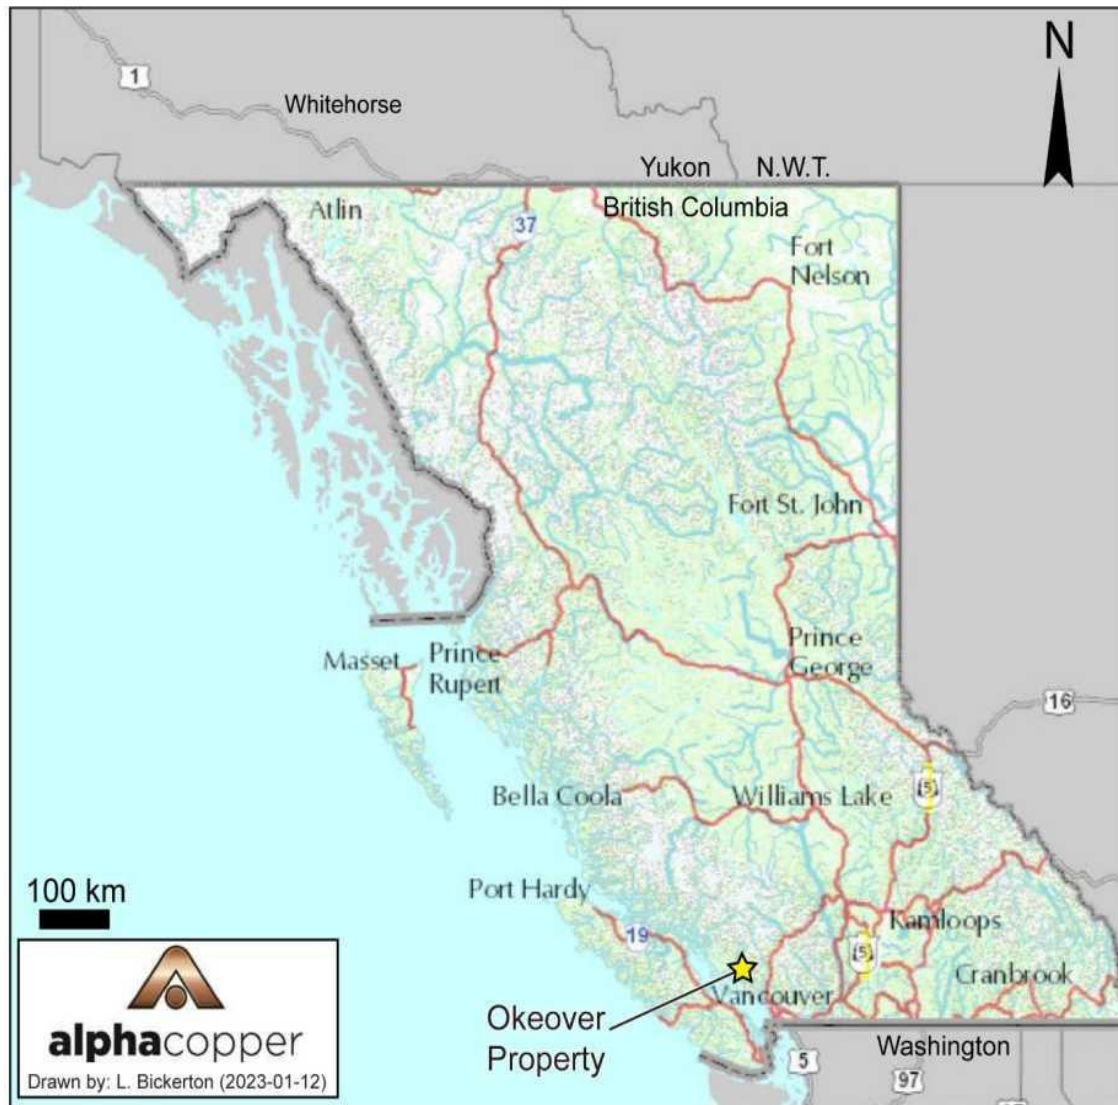 N
1
Whitehorse
Yukon
N.W.T.
British Columbia
Atlin
37
Fort
Nelson
Fort St. John
Masset
Prince
Rupert
Prince
George
16
Bella Coola
Williams Lake
5
100 km
Port Hardy
19
Kamloops
5
Cranbrook
Vancouver
Okeover
Property
Washington
5
97
alphacopper
Drawn by: L. Bickerton (2023-01-12)